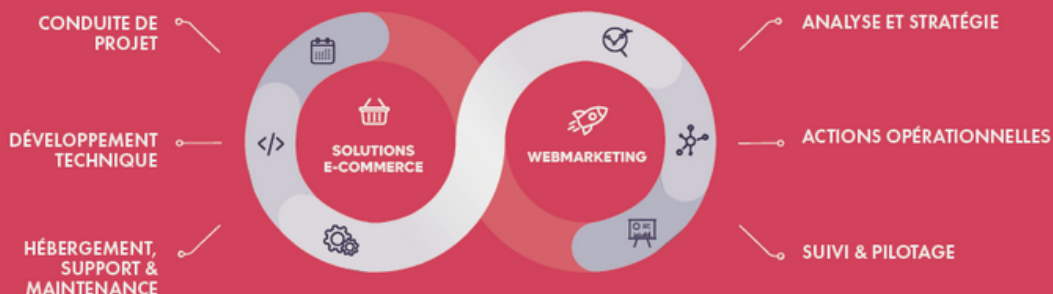 CONDUITE DE
PROJET
DÉVELOPPEMENT
TECHNIQUE
HÉBERGEMENT,
SUPPORT &
MAINTENANCE
</>
SOLUTIONS
E-COMMERCE
WEBMARKETING
ANALYSE ET STRATÉGIE
ACTIONS OPÉRATIONNELLES
SUIVI & PILOTAGE